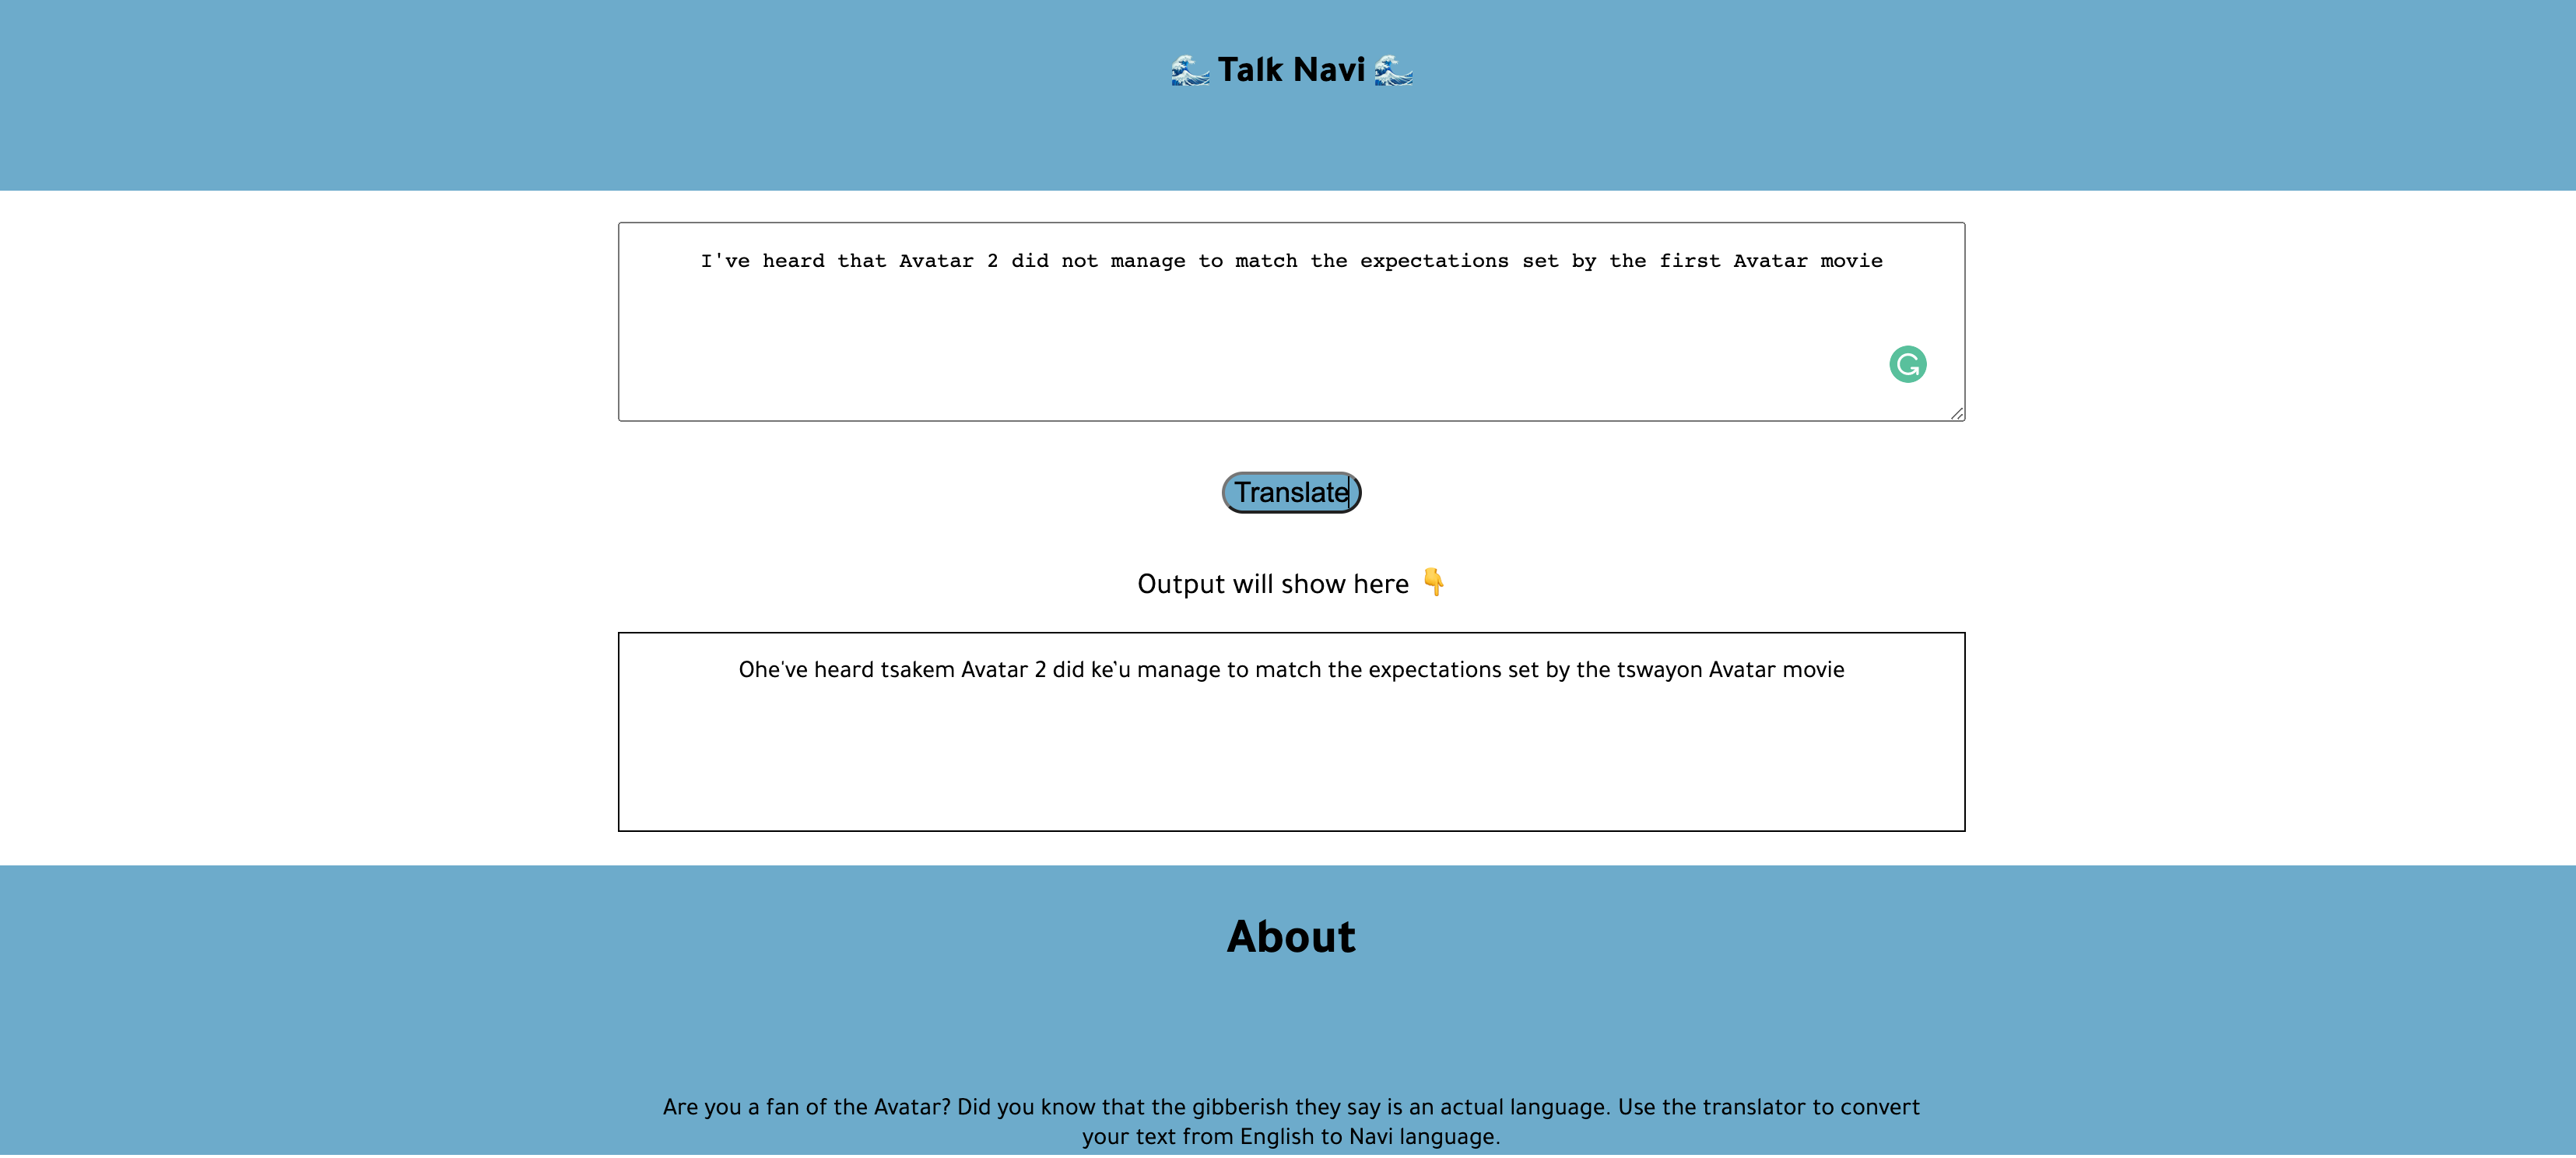 🌊 Talk Navi 🌊
I've heard that Avatar 2 did not manage to match the expectations set by the first Avatar movie
Translate
Output will show here 👇
Ohe've heard tsakem Avatar 2 did ke`u manage to match the expectations set by the tswayon Avatar movie
About
Are you a fan of the Avatar? Did you know that the gibberish they say is an actual language. Use the translator to convert
your text from English to Navi language.